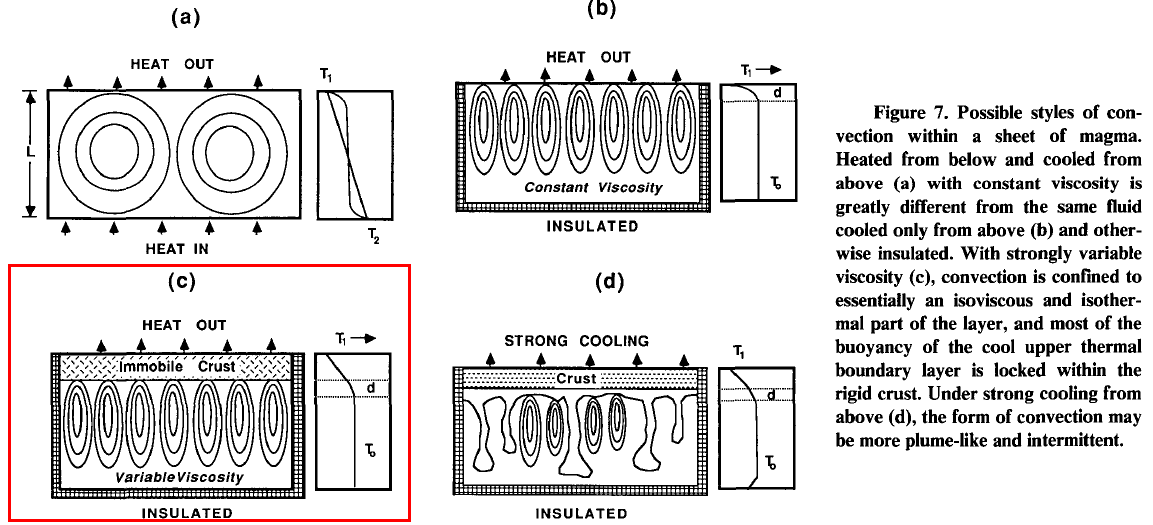 (a)
HEAT OUT
T1
L
T2
HEAT IN
(b)
HEAT OUT
T1
d
Constant Viscosity
To
INSULATED
(c)
HEAT OUT
T1
Immobile Crust
d
To
Variable Viscosity
INSULATED
(d)
STRONG COOLING
T1
Crust
d
To
INSULATED
Figure 7. Possible styles of con-
vection within a sheet of magma.
Heated from below and cooled from
above (a) with constant viscosity is
greatly different from the same fluid
cooled only from above (b) and other-
wise insulated. With strongly variable
viscosity (c), convection is confined to
essentially an isoviscous and isother-
mal part of the layer, and most of the
buoyancy of the cool upper thermal
boundary layer is locked within the
rigid crust. Under strong cooling from
above (d), the form of convection may
be more plume-like and intermittent.